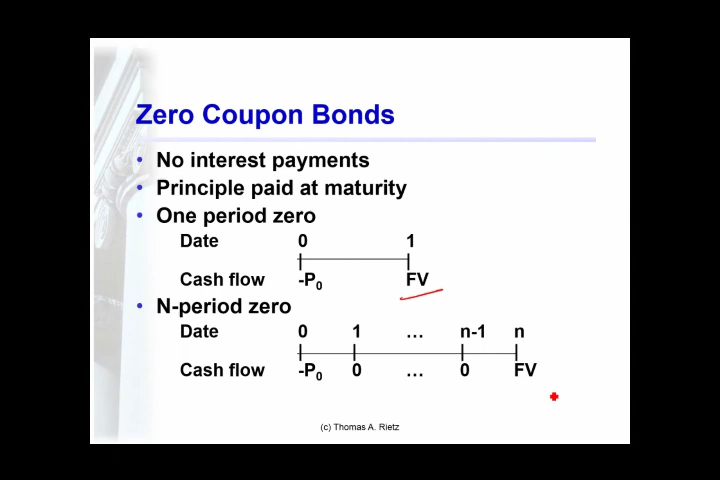 Zero Coupon Bonds
• No interest payments
• Principle paid at maturity
• One period zero
Date 0 1
Cash flow -P₀ FV
• N-period zero
Date 0 1 … n-1 n
Cash flow -P₀ 0 … 0 FV
(c) Thomas A. Rietz